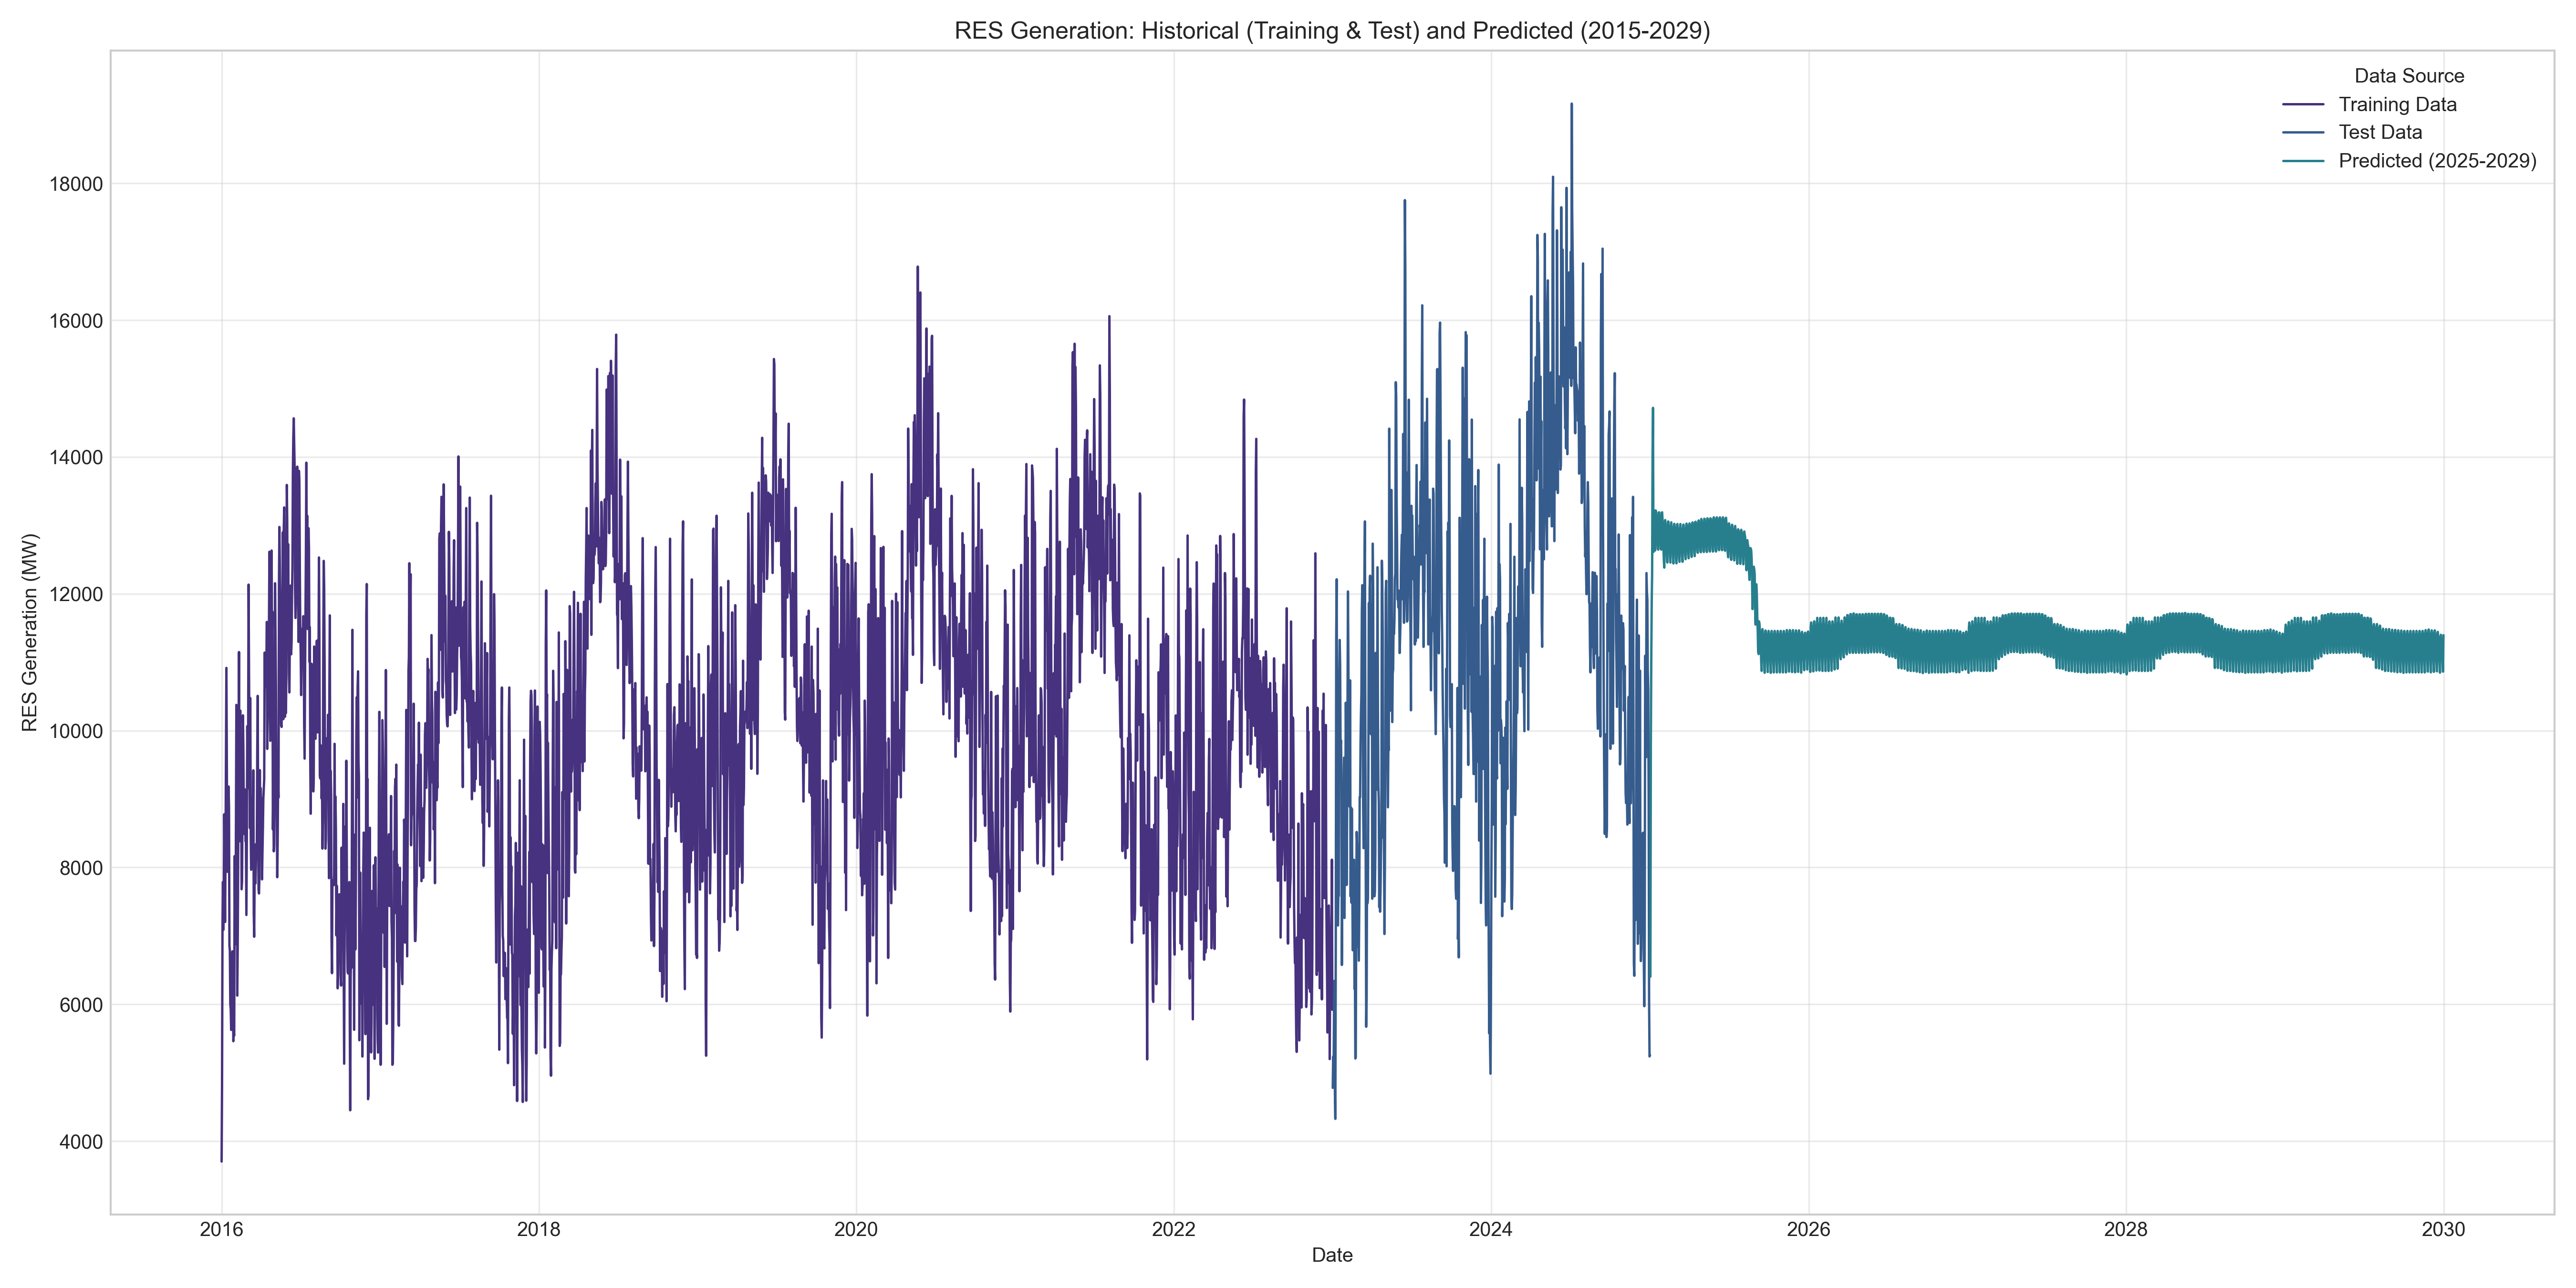 RES Generation: Historical (Training & Test) and Predicted (2015-2029)
Data Source
Training Data
Test Data
Predicted (2025-2029)
RES Generation (MW)
18000
16000
14000
12000
10000
8000
6000
4000
2016 2018 2020 2022 2024 2026 2028 2030
Date